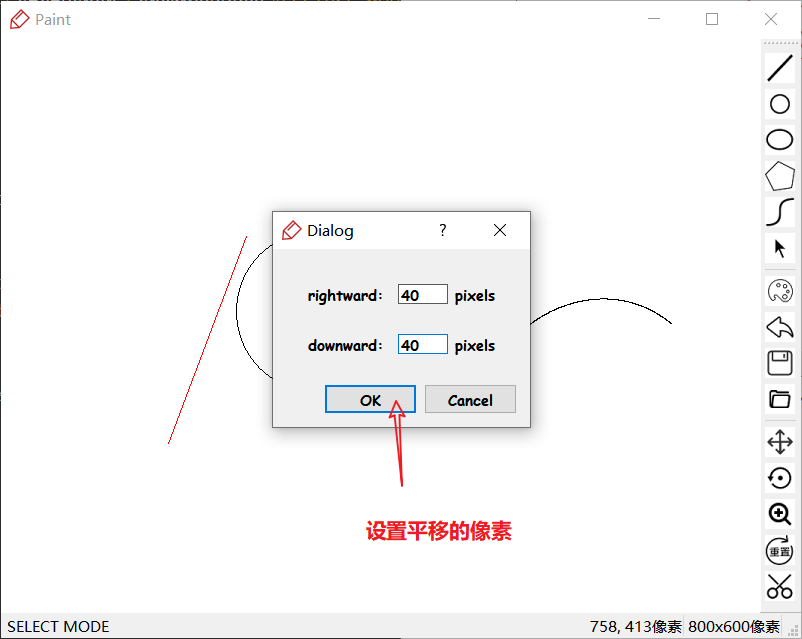 Paint
Dialog
?
rightward: 40 pixels
downward: 40 pixels
OK
Cancel
设置平移的像素
重置
SELECT MODE
758, 413像素 800x600像素